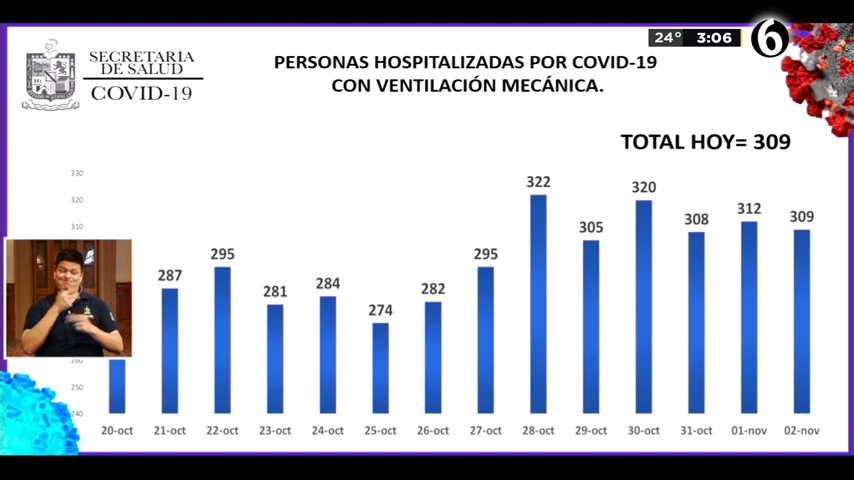 24° 3:06 6
SECRETARÍA
DE SALUD
COVID-19
PERSONAS HOSPITALIZADAS POR COVID-19
CON VENTILACIÓN MECÁNICA.
TOTAL HOY= 309
330
320
310
250
240
287
295
281
284
274
282
295
322
305
320
308
312
309
20-oct 21-oct 22-oct 23-oct 24-oct 25-oct 26-oct 27-oct 28-oct 29-oct 30-oct 31-oct 01-nov 02-nov